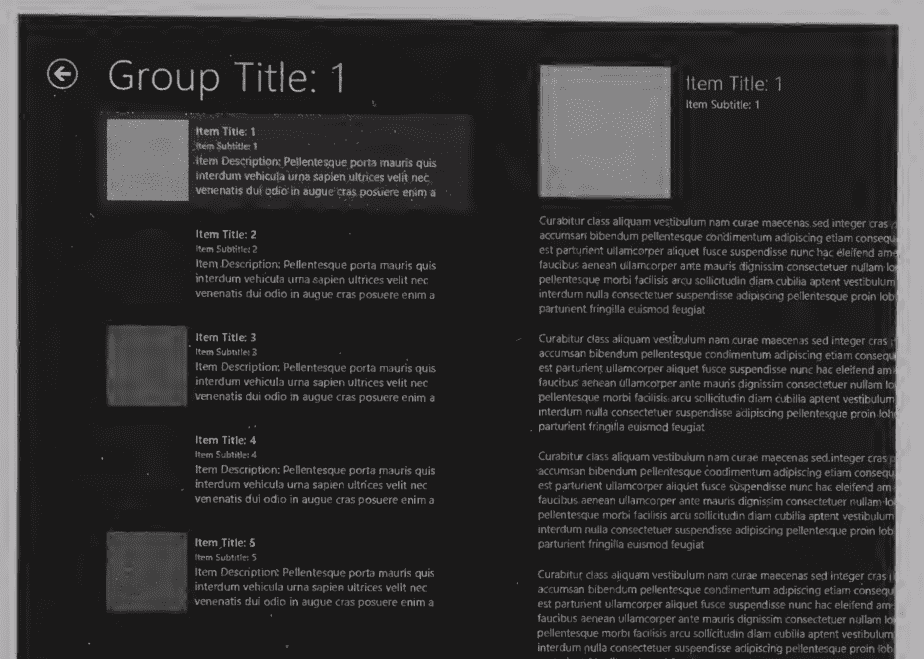 Group Title: 1
Item Title: 1
Item Subtitle: 1
Item Description: Pellentesque porta mauris quis
interdum vehicula urna sapien ultrices velit nec
venenatis dui odio in augue cras posuere enim a
Item Title: 2
Item Subtitle: 2
Item Description: Pellentesque porta mauris quis
interdum vehicula urna sapien ultrices velit nec
venenatis dui odio in augue cras posuere enim a
Item Title: 3
Item Subtitle: 3
Item Description: Pellentesque porta mauris quis
interdum vehicula urna sapien ultrices velit nec
venenatis dui odio in augue cras posuere enim a
Item Title: 4
Item Subtitle: 4
Item Description: Pellentesque porta mauris quis
interdum vehicula urna sapien ultrices velit nec
venenatis dui odio in augue cras posuere enim a
Item Title: 5
Item Subtitle: 5
Item Description: Pellentesque porta mauris quis
interdum vehicula urna sapien ultrices velit nec
venenatis dui odio in augue cras posuere enim a
Item Title: 1
Item Subtitle: 1
Curabitur class aliquam vestibulum nam curae maecenas sed integer cras
accumsan bibendum pellentesque condimentum adipiscing etiam consequ
est parturient ullamcorper aliquet fusce suspendisse nunc hac eleifend ame
faucibus aenean ullamcorper ante mauris dignissim consectetuer nullam lo
pellentesque morbi facilisis arcu sollicitudin diam cubilia aptent vestibulum
interdum nulla consectetuer suspendisse adipiscing pellentesque proin lob
parturient fringilla euismod feugiat
Curabitur class aliquam vestibulum nam curae maecenas sed integer cras
accumsan bibendum pellentesque condimentum adipiscing etiam consequ
est parturient ullamcorper aliquet fusce suspendisse nunc hac eleifend am
faucibus aenean ullamcorper ante mauris dignissim consectetuer nullam lo
pellentesque morbi facilisis arcu sollicitudin diam cubilia aptent vestibulum
interdum nulla consectetuer suspendisse adipiscing pellentesque proin lob
parturient fringilla euismod feugiat
Curabitur class aliquam vestibulum nam curae maecenas sed integer cras
accumsan bibendum pellentesque condimentum adipiscing etiam consequ
est parturient ullamcorper aliquet fusce suspendisse nunc hac eleifend am
faucibus aenean ullamcorper ante mauris dignissim consectetuer nullam lo
pellentesque morbi facilisis arcu sollicitudin diam cubilia aptent vestibulum
interdum nulla consectetuer suspendisse adipiscing pellentesque proin lob
parturient fringilla euismod feugiat
Curabitur class aliquam vestibulum nam curae maecenas sed integer cras
accumsan bibendum pellentesque condimentum adipiscing etiam consequ
est parturient ullamcorper aliquet fusce suspendisse nunc hac eleifend am
faucibus aenean ullamcorper ante mauris dignissim consectetuer nullam lo
pellentesque morbi facilisis arcu sollicitudin diam cubilia aptent vestibulum
interdum nulla consectetuer suspendisse adipiscing pellentesque proin lob